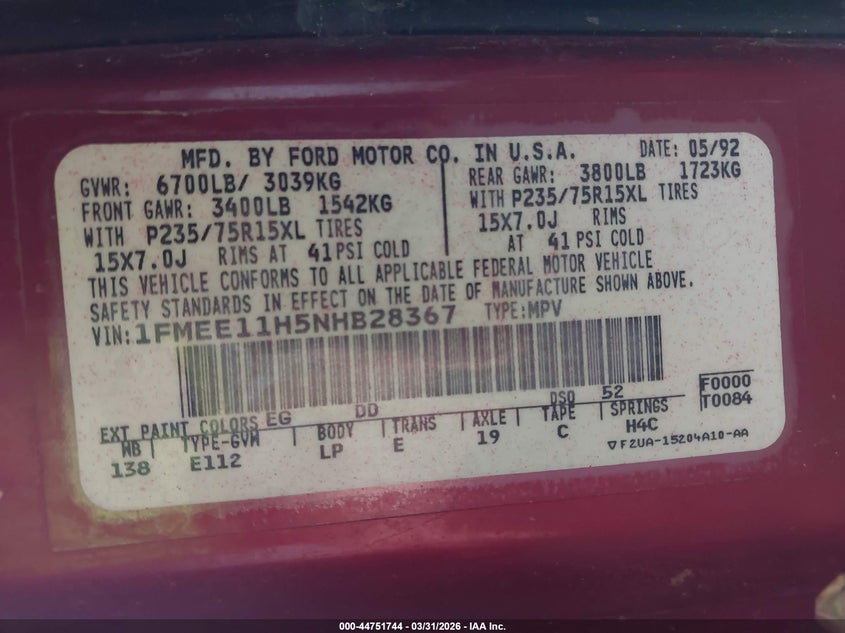 MFD. BY FORD MOTOR CO. IN U.S.A.
DATE: 05/92
GVWR: 6700LB/ 3039KG
FRONT GAWR: 3400LB 1542KG
WITH P235/75R15XL TIRES
15X7.0J RIMS AT 41 PSI COLD
REAR GAWR: 3800LB 1723KG
WITH P235/75R15XL TIRES
15X7.0J RIMS
AT 41 PSI COLD
THIS VEHICLE CONFORMS TO ALL APPLICABLE FEDERAL MOTOR VEHICLE
SAFETY STANDARDS IN EFFECT ON THE DATE OF MANUFACTURE SHOWN ABOVE.
VIN: 1FMEE11H5NHB28367 TYPE: MPV
EXT PAINT COLORS EG DD DSO 52
F0000
T0084
WB TYPE-GVW BODY TRANS AXLE TAPE SPRINGS
138 E112 LP E 19 C H4C
▽ F2UA-15204A10-AA
000-44751744 - 03/31/2026 - IAA Inc.